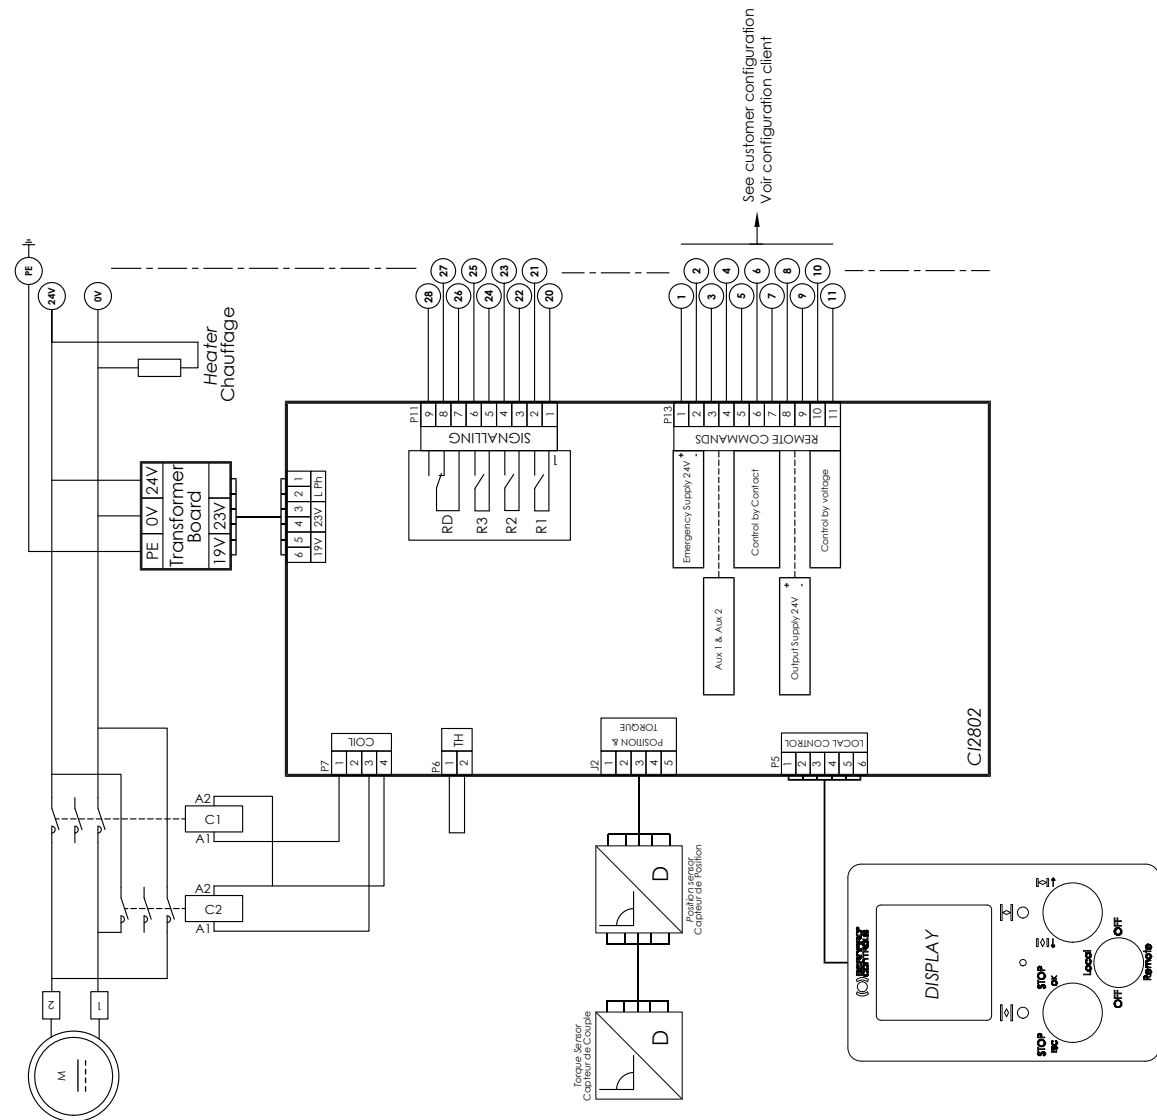 See customer configuration
Voir configuration client
PE
24V
0V
Heater
Chauffage
PE 0V 24V
Transformer
Board
19V 23V
6 5 4 3 2 1
19V 23V L Ph
28
27
26
25
24
23
22
21
20
P11
9
8
7
6
5
4
3
2
1
SIGNALLING
RD
R3
R2
R1
1
1
2
3
4
5
6
7
8
9
10
11
P13
1
2
3
4
5
6
7
8
9
10
11
REMOTE COMMANDS
Emergency Supply 24V
+
-
Aux 1 & Aux 2
Control by Contact
Output Supply 24V
+
-
Control by voltage
CI2802
P7
1
2
3
4
COIL
P6
1
2
TH
J2
1
2
3
4
5
POSITION &
TORQUE
P5
1
2
3
4
5
6
LOCAL CONTROL
A2
C1
A1
A2
C2
A1
2
1
M
D
Position sensor
Capteur de Position
D
Torque Sensor
Capteur de Couple
DISPLAY
STOP
ESC
STOP
OK
OFF
Local
OFF
Remote